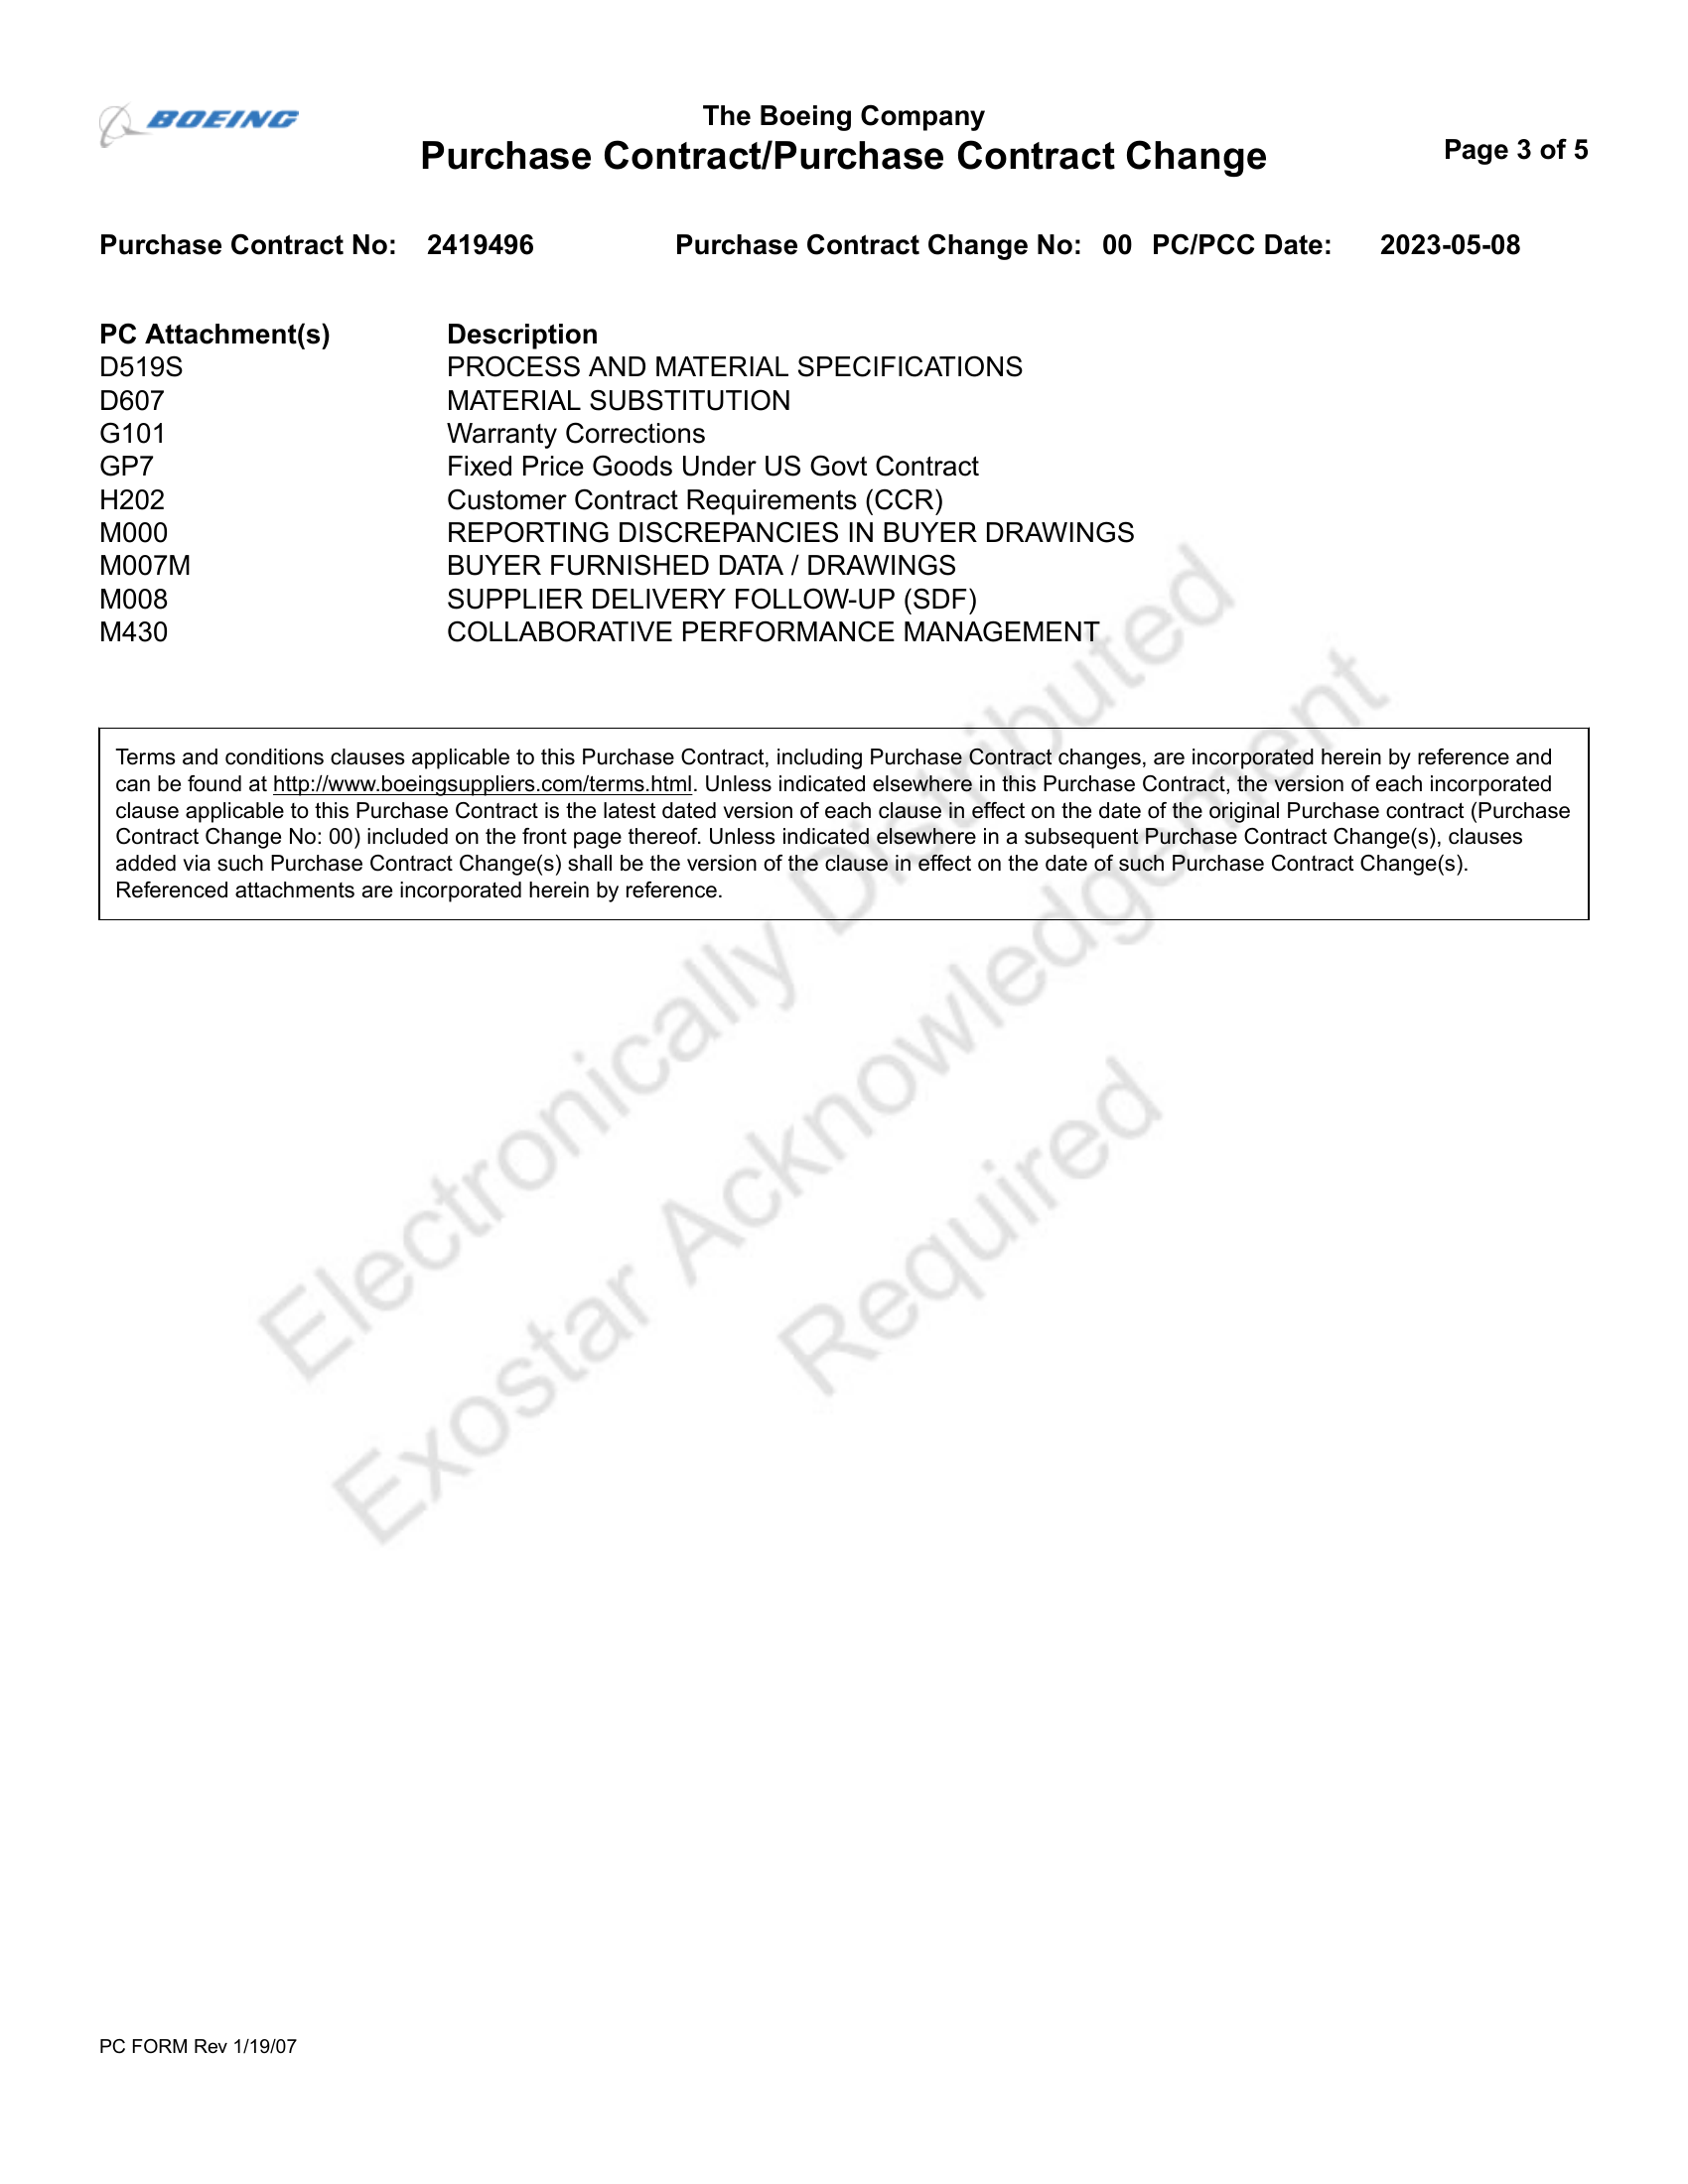 BOEING
The Boeing Company
Purchase Contract/Purchase Contract Change
Page 3 of 5
Purchase Contract No: 2419496 Purchase Contract Change No: 00 PC/PCC Date: 2023-05-08
PC Attachment(s) Description
D519S PROCESS AND MATERIAL SPECIFICATIONS
D607 MATERIAL SUBSTITUTION
G101 Warranty Corrections
GP7 Fixed Price Goods Under US Govt Contract
H202 Customer Contract Requirements (CCR)
M000 REPORTING DISCREPANCIES IN BUYER DRAWINGS
M007M BUYER FURNISHED DATA / DRAWINGS
M008 SUPPLIER DELIVERY FOLLOW-UP (SDF)
M430 COLLABORATIVE PERFORMANCE MANAGEMENT
Terms and conditions clauses applicable to this Purchase Contract, including Purchase Contract changes, are incorporated herein by reference and
can be found at http://www.boeingsuppliers.com/terms.html. Unless indicated elsewhere in this Purchase Contract, the version of each incorporated
clause applicable to this Purchase Contract is the latest dated version of each clause in effect on the date of the original Purchase contract (Purchase
Contract Change No: 00) included on the front page thereof. Unless indicated elsewhere in a subsequent Purchase Contract Change(s), clauses
added via such Purchase Contract Change(s) shall be the version of the clause in effect on the date of such Purchase Contract Change(s).
Referenced attachments are incorporated herein by reference.
Electronically Distributed
Exostar Acknowledgement
Required
PC FORM Rev 1/19/07